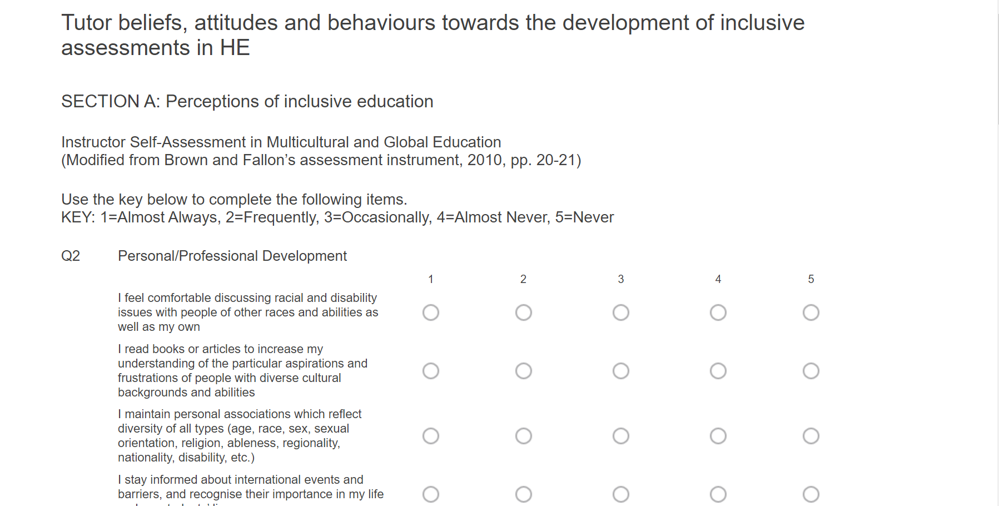 Tutor beliefs, attitudes and behaviours towards the development of inclusive
assessments in HE
SECTION A: Perceptions of inclusive education
Instructor Self-Assessment in Multicultural and Global Education
(Modified from Brown and Fallon’s assessment instrument, 2010, pp. 20-21)
Use the key below to complete the following items.
KEY: 1=Almost Always, 2=Frequently, 3=Occasionally, 4=Almost Never, 5=Never
Q2 Personal/Professional Development
1 2 3 4 5
I feel comfortable discussing racial and disability
issues with people of other races and abilities as
well as my own
I read books or articles to increase my
understanding of the particular aspirations and
frustrations of people with diverse cultural
backgrounds and abilities
I maintain personal associations which reflect
diversity of all types (age, race, sex, sexual
orientation, religion, ableness, regionality,
nationality, disability, etc.)
I stay informed about international events and
barriers, and recognise their importance in my life